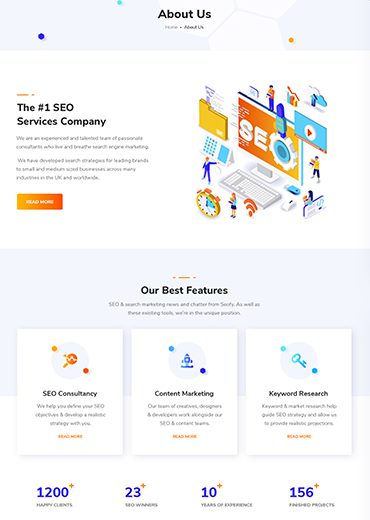 About Us
Home • About Us
The #1 SEO
Services Company
We are an experienced and talented team of passionate
consultants who live and breathe search engine marketing.
We have developed search strategies for leading brands
to small and medium sized businesses across many
industries in the UK and worldwide.
READ MORE
SEO
Our Best Features
SEO & search marketing news and chatter from Seofy. As well as
these existing tools, we're in the unique position.
SEO Consultancy
We help you define your SEO
objectives & develop a realistic
strategy with you.
READ MORE
Content Marketing
Our team of creatives, designers
& developers work alongside our
SEO & content teams.
READ MORE
Keyword Research
Keyword & market research help
guide SEO strategy and allow us
to provide realistic projections.
READ MORE
1200+
HAPPY CLIENTS
23+
SEO WINNERS
10+
YEARS OF EXPERIENCE
156+
FINISHED PROJECTS